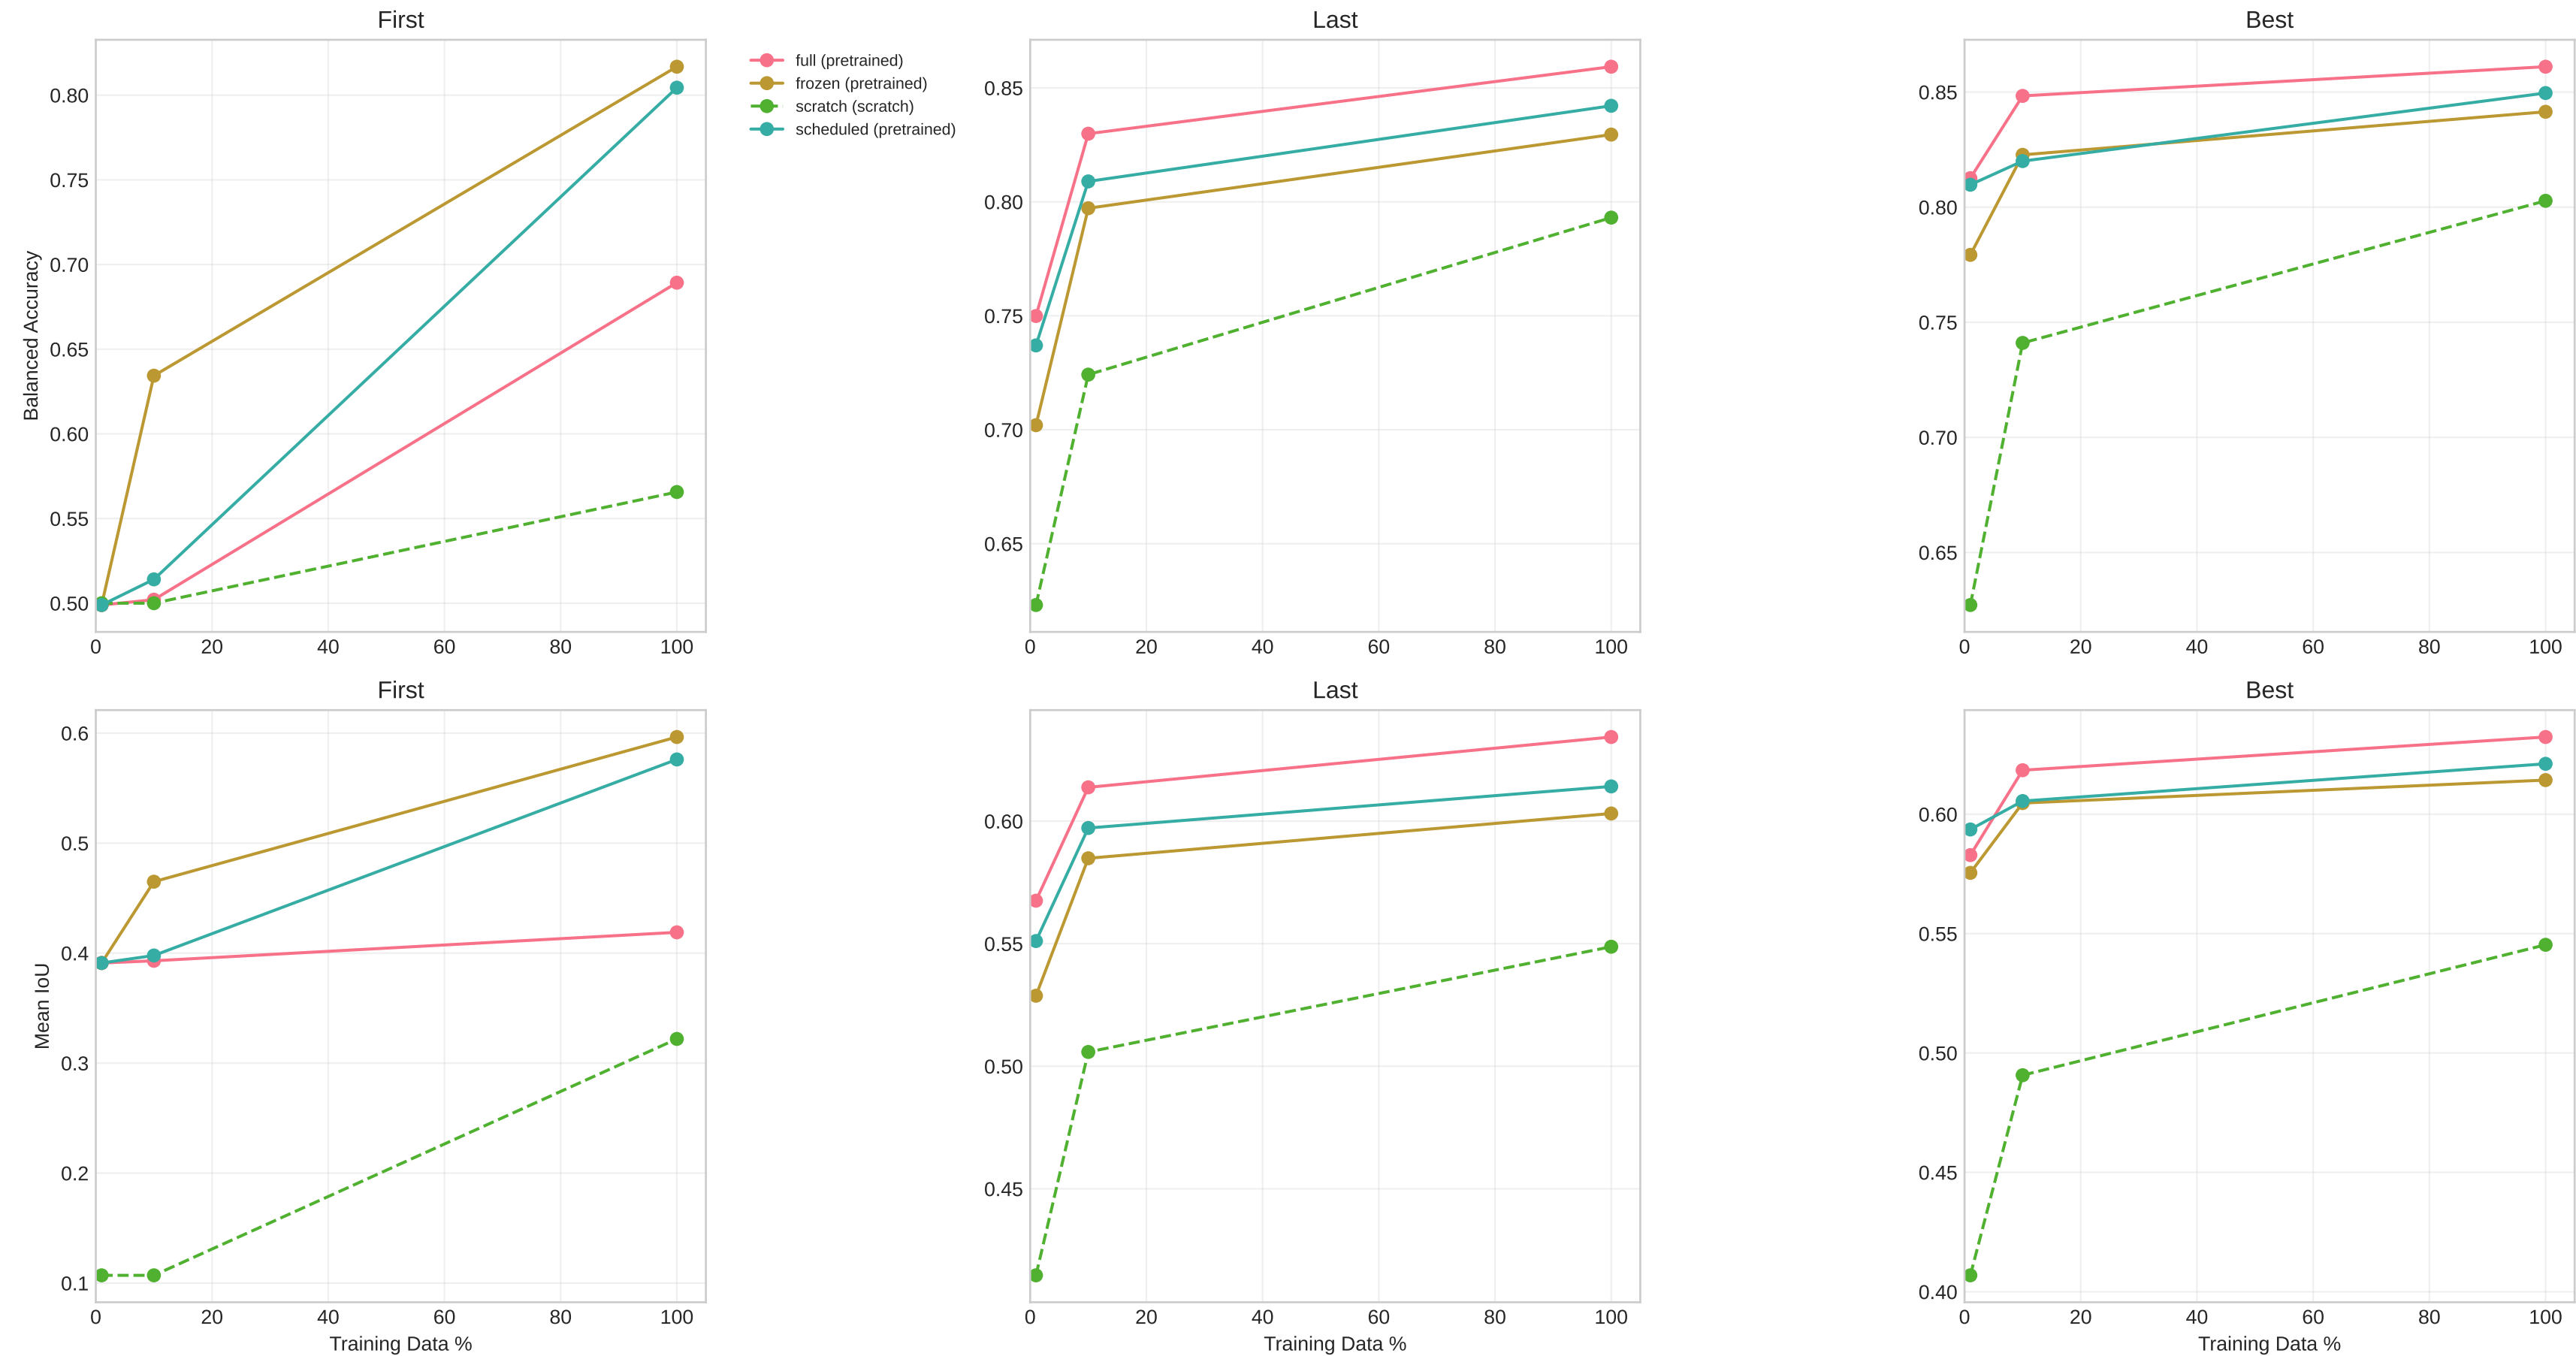 First
Balanced Accuracy
0.80
0.75
0.70
0.65
0.60
0.55
0.50
0 20 40 60 80 100
full (pretrained)
frozen (pretrained)
scratch (scratch)
scheduled (pretrained)
Last
0.85
0.80
0.75
0.70
0.65
0 20 40 60 80 100
Best
0.85
0.80
0.75
0.70
0.65
0 20 40 60 80 100
First
Mean IoU
0.6
0.5
0.4
0.3
0.2
0.1
0 20 40 60 80 100
Training Data %
Last
0.60
0.55
0.50
0.45
0 20 40 60 80 100
Training Data %
Best
0.60
0.55
0.50
0.45
0.40
0 20 40 60 80 100
Training Data %